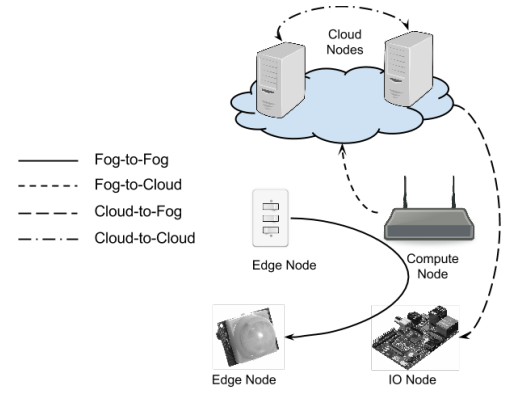 Cloud
Nodes
Fog-to-Fog
Fog-to-Cloud
Cloud-to-Fog
Cloud-to-Cloud
Edge Node
Compute
Node
Edge Node
IO Node